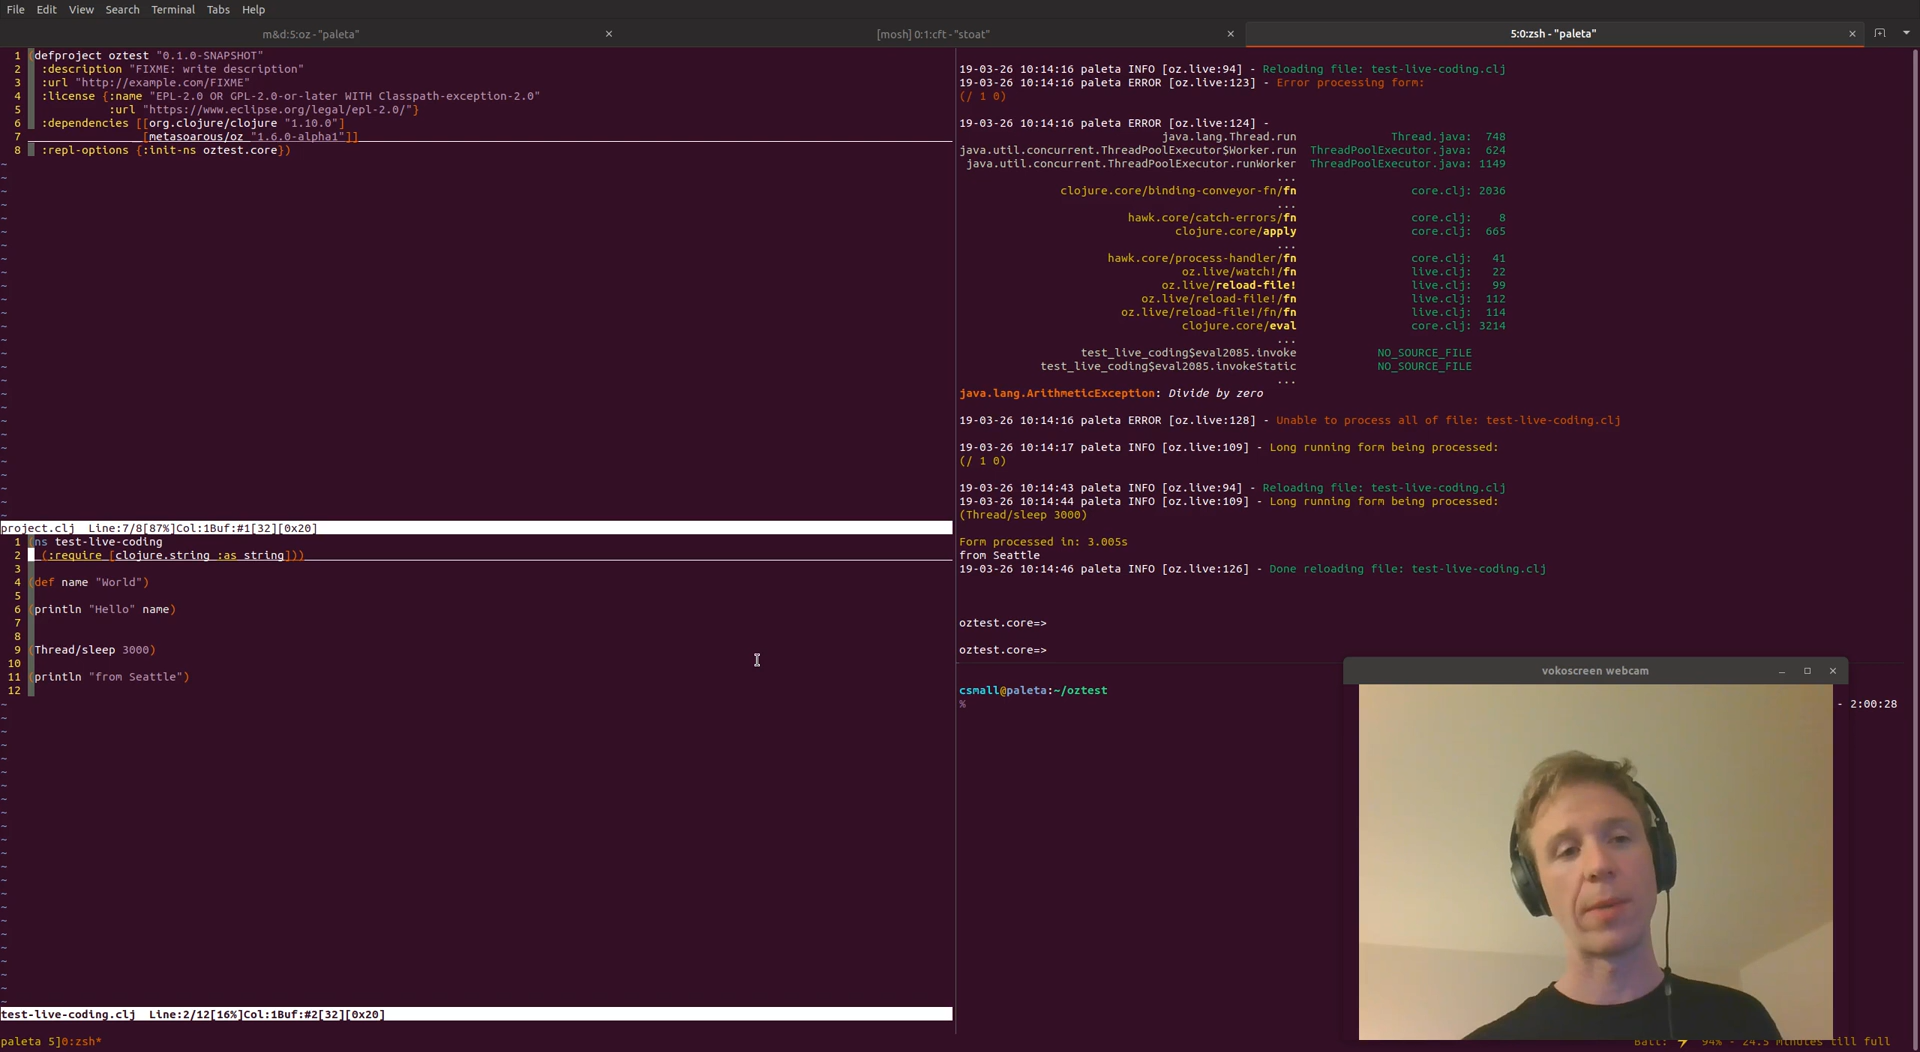 File Edit View Search Terminal Tabs Help
m&d:5:oz - "paleta"
[mosh] 0:1:cft - "stoat"
5:0:zsh - "paleta"
1 (defproject oztest "0.1.0-SNAPSHOT"
2 :description "FIXME: write description"
3 :url "http://example.com/FIXME"
4 :license {:name "EPL-2.0 OR GPL-2.0-or-later WITH Classpath-exception-2.0"
5 :url "https://www.eclipse.org/legal/epl-2.0/"}
6 :dependencies [[org.clojure/clojure "1.10.0"]
7 [metasoarous/oz "1.6.0-alpha1"]]
8 :repl-options {:init-ns oztest.core})
project.clj Line:7/8[87%]Col:1Buf:#1[32][0x20]
1 (ns test-live-coding
2 (:require [clojure.string :as string]))
3
4 (def name "World")
5
6 (println "Hello" name)
7
8
9 (Thread/sleep 3000)
10
11 (println "from Seattle")
12
test-live-coding.clj Line:2/12[16%]Col:1Buf:#2[32][0x20]
19-03-26 10:14:16 paleta INFO [oz.live:94] - Reloading file: test-live-coding.clj
19-03-26 10:14:16 paleta ERROR [oz.live:123] - Error processing form:
(/ 1 0)
19-03-26 10:14:16 paleta ERROR [oz.live:124] -
java.lang.Thread.run Thread.java: 748
java.util.concurrent.ThreadPoolExecutor$Worker.run ThreadPoolExecutor.java: 624
java.util.concurrent.ThreadPoolExecutor.runWorker ThreadPoolExecutor.java: 1149
...
clojure.core/binding-conveyor-fn/fn core.clj: 2036
...
hawk.core/catch-errors/fn core.clj: 8
clojure.core/apply core.clj: 665
...
hawk.core/process-handler/fn core.clj: 41
oz.live/watch!/fn live.clj: 22
oz.live/reload-file! live.clj: 99
oz.live/reload-file!/fn live.clj: 112
oz.live/reload-file!/fn/fn live.clj: 114
clojure.core/eval core.clj: 3214
...
test_live_coding$eval2085.invoke NO_SOURCE_FILE
test_live_coding$eval2085.invokeStatic NO_SOURCE_FILE
...
java.lang.ArithmeticException: Divide by zero
19-03-26 10:14:16 paleta ERROR [oz.live:128] - Unable to process all of file: test-live-coding.clj
19-03-26 10:14:17 paleta INFO [oz.live:109] - Long running form being processed:
(/ 1 0)
19-03-26 10:14:43 paleta INFO [oz.live:94] - Reloading file: test-live-coding.clj
19-03-26 10:14:44 paleta INFO [oz.live:109] - Long running form being processed:
(Thread/sleep 3000)
Form processed in: 3.005s
from Seattle
19-03-26 10:14:46 paleta INFO [oz.live:126] - Done reloading file: test-live-coding.clj
oztest.core=>
oztest.core=>
csmall@paleta:~/oztest
%
- 2:00:28
vokoscreen webcam
paleta 5]0:zsh*
Batt: ⚡ 94% - 24.5 minutes till full